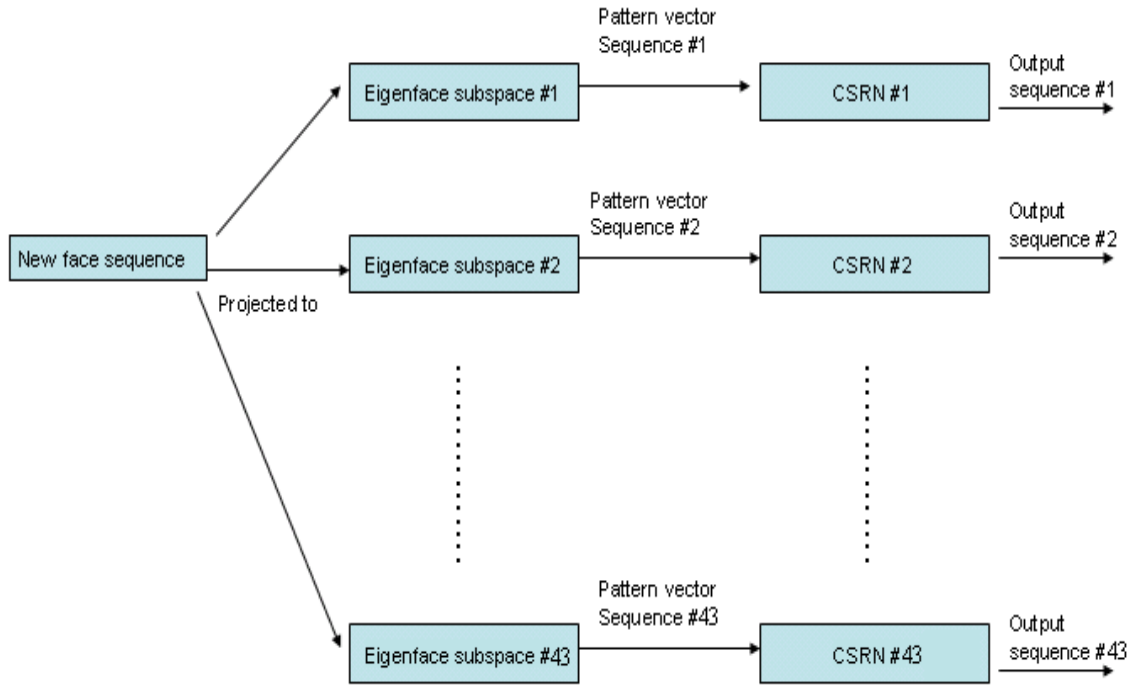 Pattern vector
Sequence #1
Output
sequence #1
Eigenface subspace #1
CSRN #1
Pattern vector
Sequence #2
Output
sequence #2
New face sequence
Eigenface subspace #2
CSRN #2
Projected to
Pattern vector
Sequence #43
Output
sequence #43
Eigenface subspace #43
CSRN #43